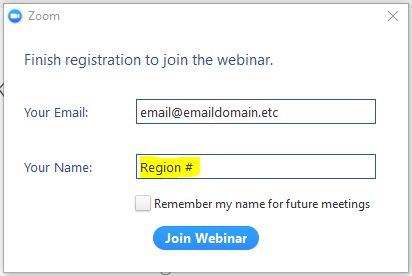 Zoom
Finish registration to join the webinar.
Your Email: email@emaildomain.etc
Your Name: Region #
Remember my name for future meetings
Join Webinar